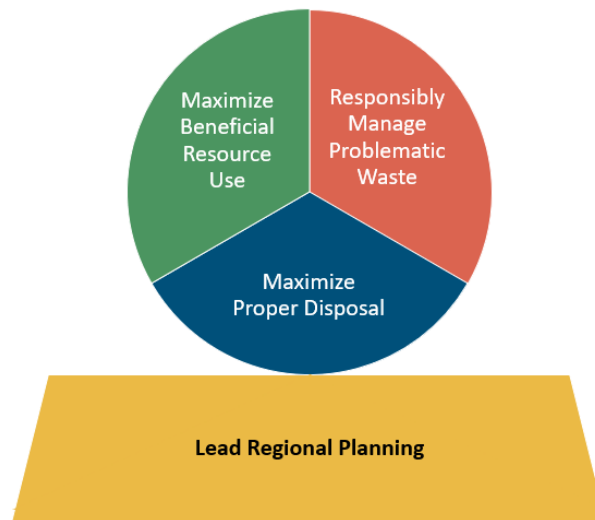 Maximize
Beneficial
Resource
Use
Responsibly
Manage
Problematic
Waste
Maximize
Proper Disposal
Lead Regional Planning